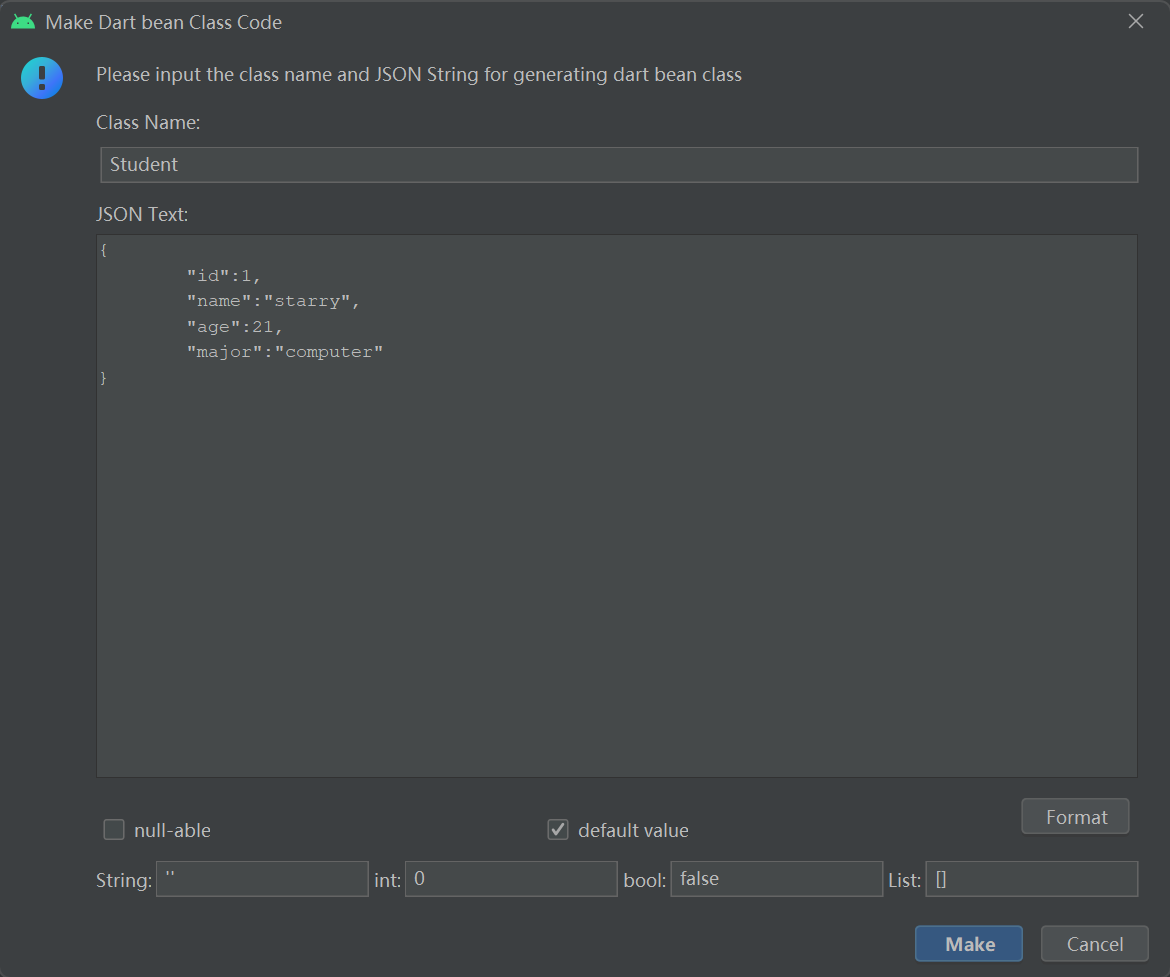 Make Dart bean Class Code
Please input the class name and JSON String for generating dart bean class
Class Name:
Student
JSON Text:
{
"id":1,
"name":"starry",
"age":21,
"major":"computer"
}
null-able
default value
Format
String: '' int: 0 bool: false List: []
Make Cancel